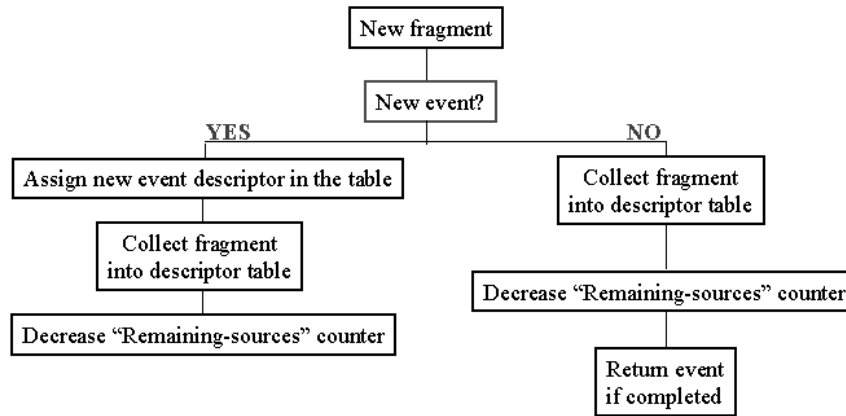 New fragment
New event?
YES
NO
Assign new event descriptor in the table
Collect fragment
into descriptor table
Decrease “Remaining-sources” counter
Collect fragment
into descriptor table
Decrease “Remaining-sources” counter
Return event
if completed